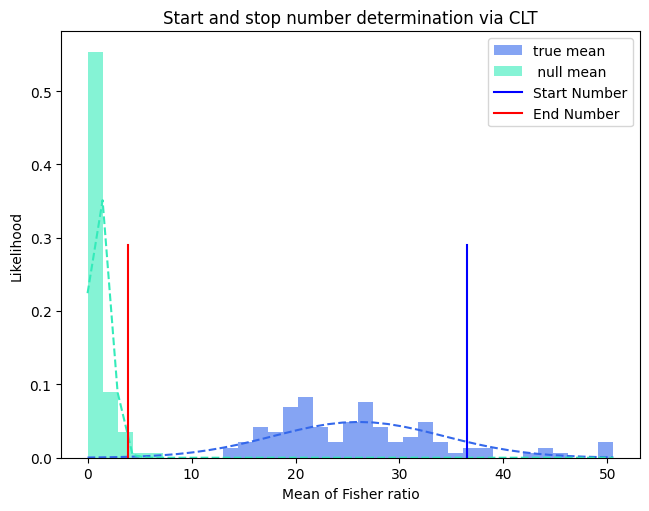 Start and stop number determination via CLT
true mean
null mean
Start Number
End Number
Likelihood
0.5
0.4
0.3
0.2
0.1
0.0
0
10
20
30
40
50
Mean of Fisher ratio